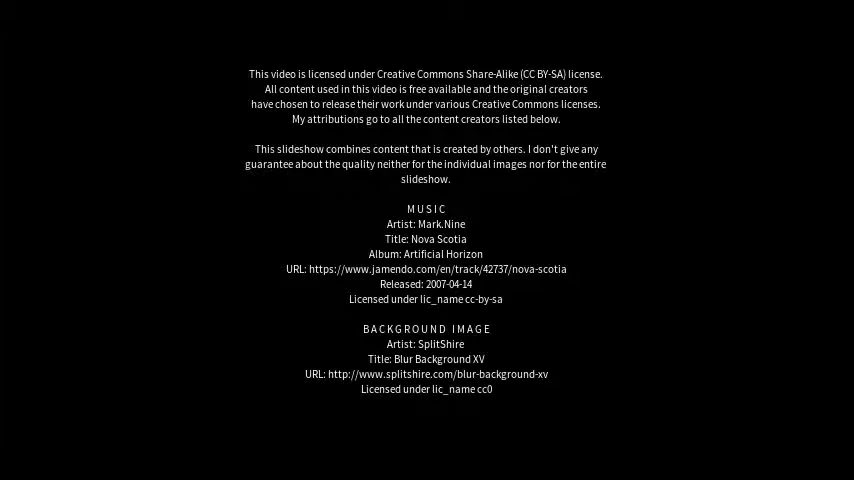 This video is licensed under Creative Commons Share-Alike (CC BY-SA) license.
All content used in this video is free available and the original creators
have chosen to release their work under various Creative Commons licenses.
My attributions go to all the content creators listed below.
This slideshow combines content that is created by others. I don't give any
guarantee about the quality neither for the individual images nor for the entire
slideshow.
MUSIC
Artist: Mark.Nine
Title: Nova Scotia
Album: Artificial Horizon
URL: https://www.jamendo.com/en/track/42737/nova-scotia
Released: 2007-04-14
Licensed under lic_name cc-by-sa
BACKGROUND IMAGE
Artist: SplitShire
Title: Blur Background XV
URL: http://www.splitshire.com/blur-background-xv
Licensed under lic_name cc0